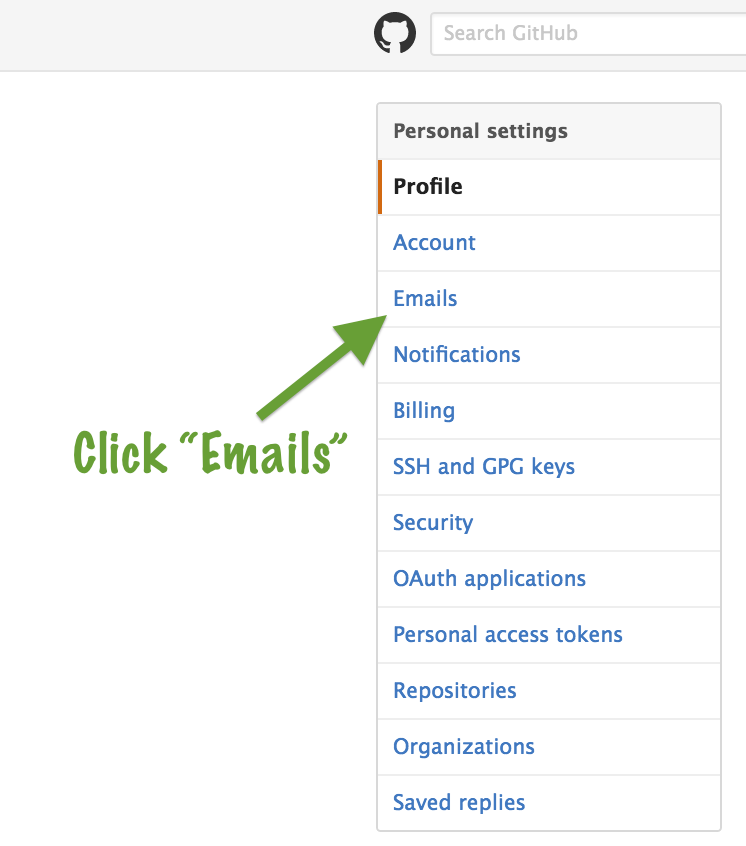 Search GitHub
Personal settings
Profile
Account
Emails
Notifications
Billing
SSH and GPG keys
Security
OAuth applications
Personal access tokens
Repositories
Organizations
Saved replies
Click “Emails”